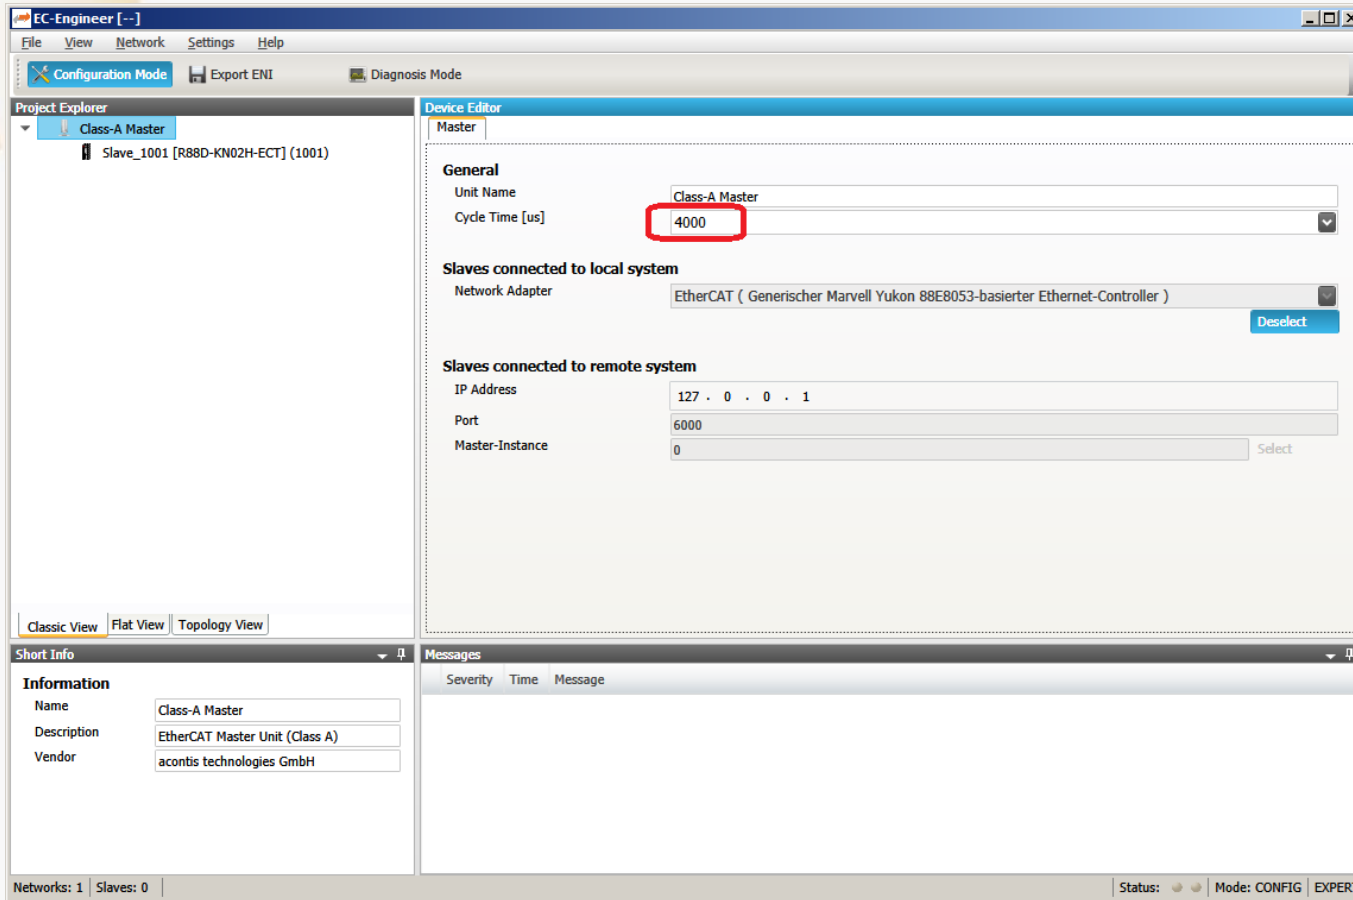 EC-Engineer [--]
File View Network Settings Help
Configuration Mode Export ENI Diagnosis Mode
Project Explorer
Class-A Master
Slave_1001 [R88D-KN02H-ECT] (1001)
Classic View Flat View Topology View
Device Editor
Master
General
Unit Name Class-A Master
Cycle Time [us] 4000
Slaves connected to local system
Network Adapter EtherCAT ( Generischer Marvell Yukon 88E8053-basierter Ethernet-Controller )
Deselect
Slaves connected to remote system
IP Address 127 . 0 . 0 . 1
Port 6000
Master-Instance 0 Select
Short Info
Information
Name Class-A Master
Description EtherCAT Master Unit (Class A)
Vendor acontis technologies GmbH
Messages
Severity Time Message
Networks: 1 Slaves: 0 Status: Mode: CONFIG EXPER